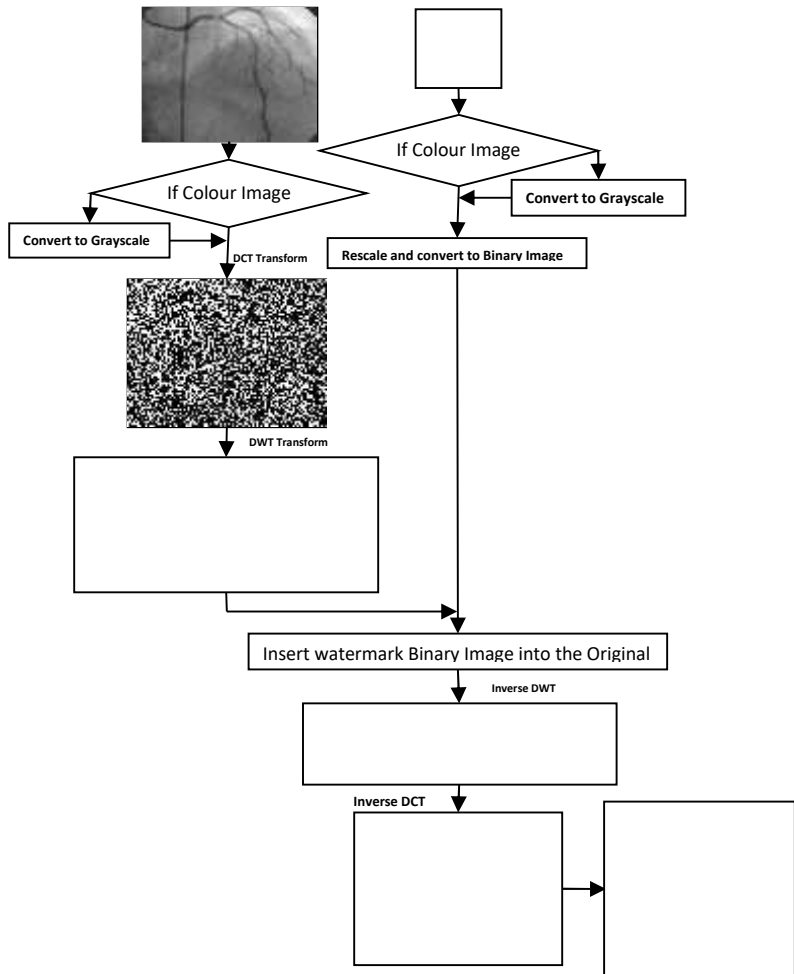 If Colour Image
If Colour Image
Convert to Grayscale
Convert to Grayscale
Rescale and convert to Binary Image
DCT Transform
DWT Transform
Insert watermark Binary Image into the Original
Inverse DWT
Inverse DCT